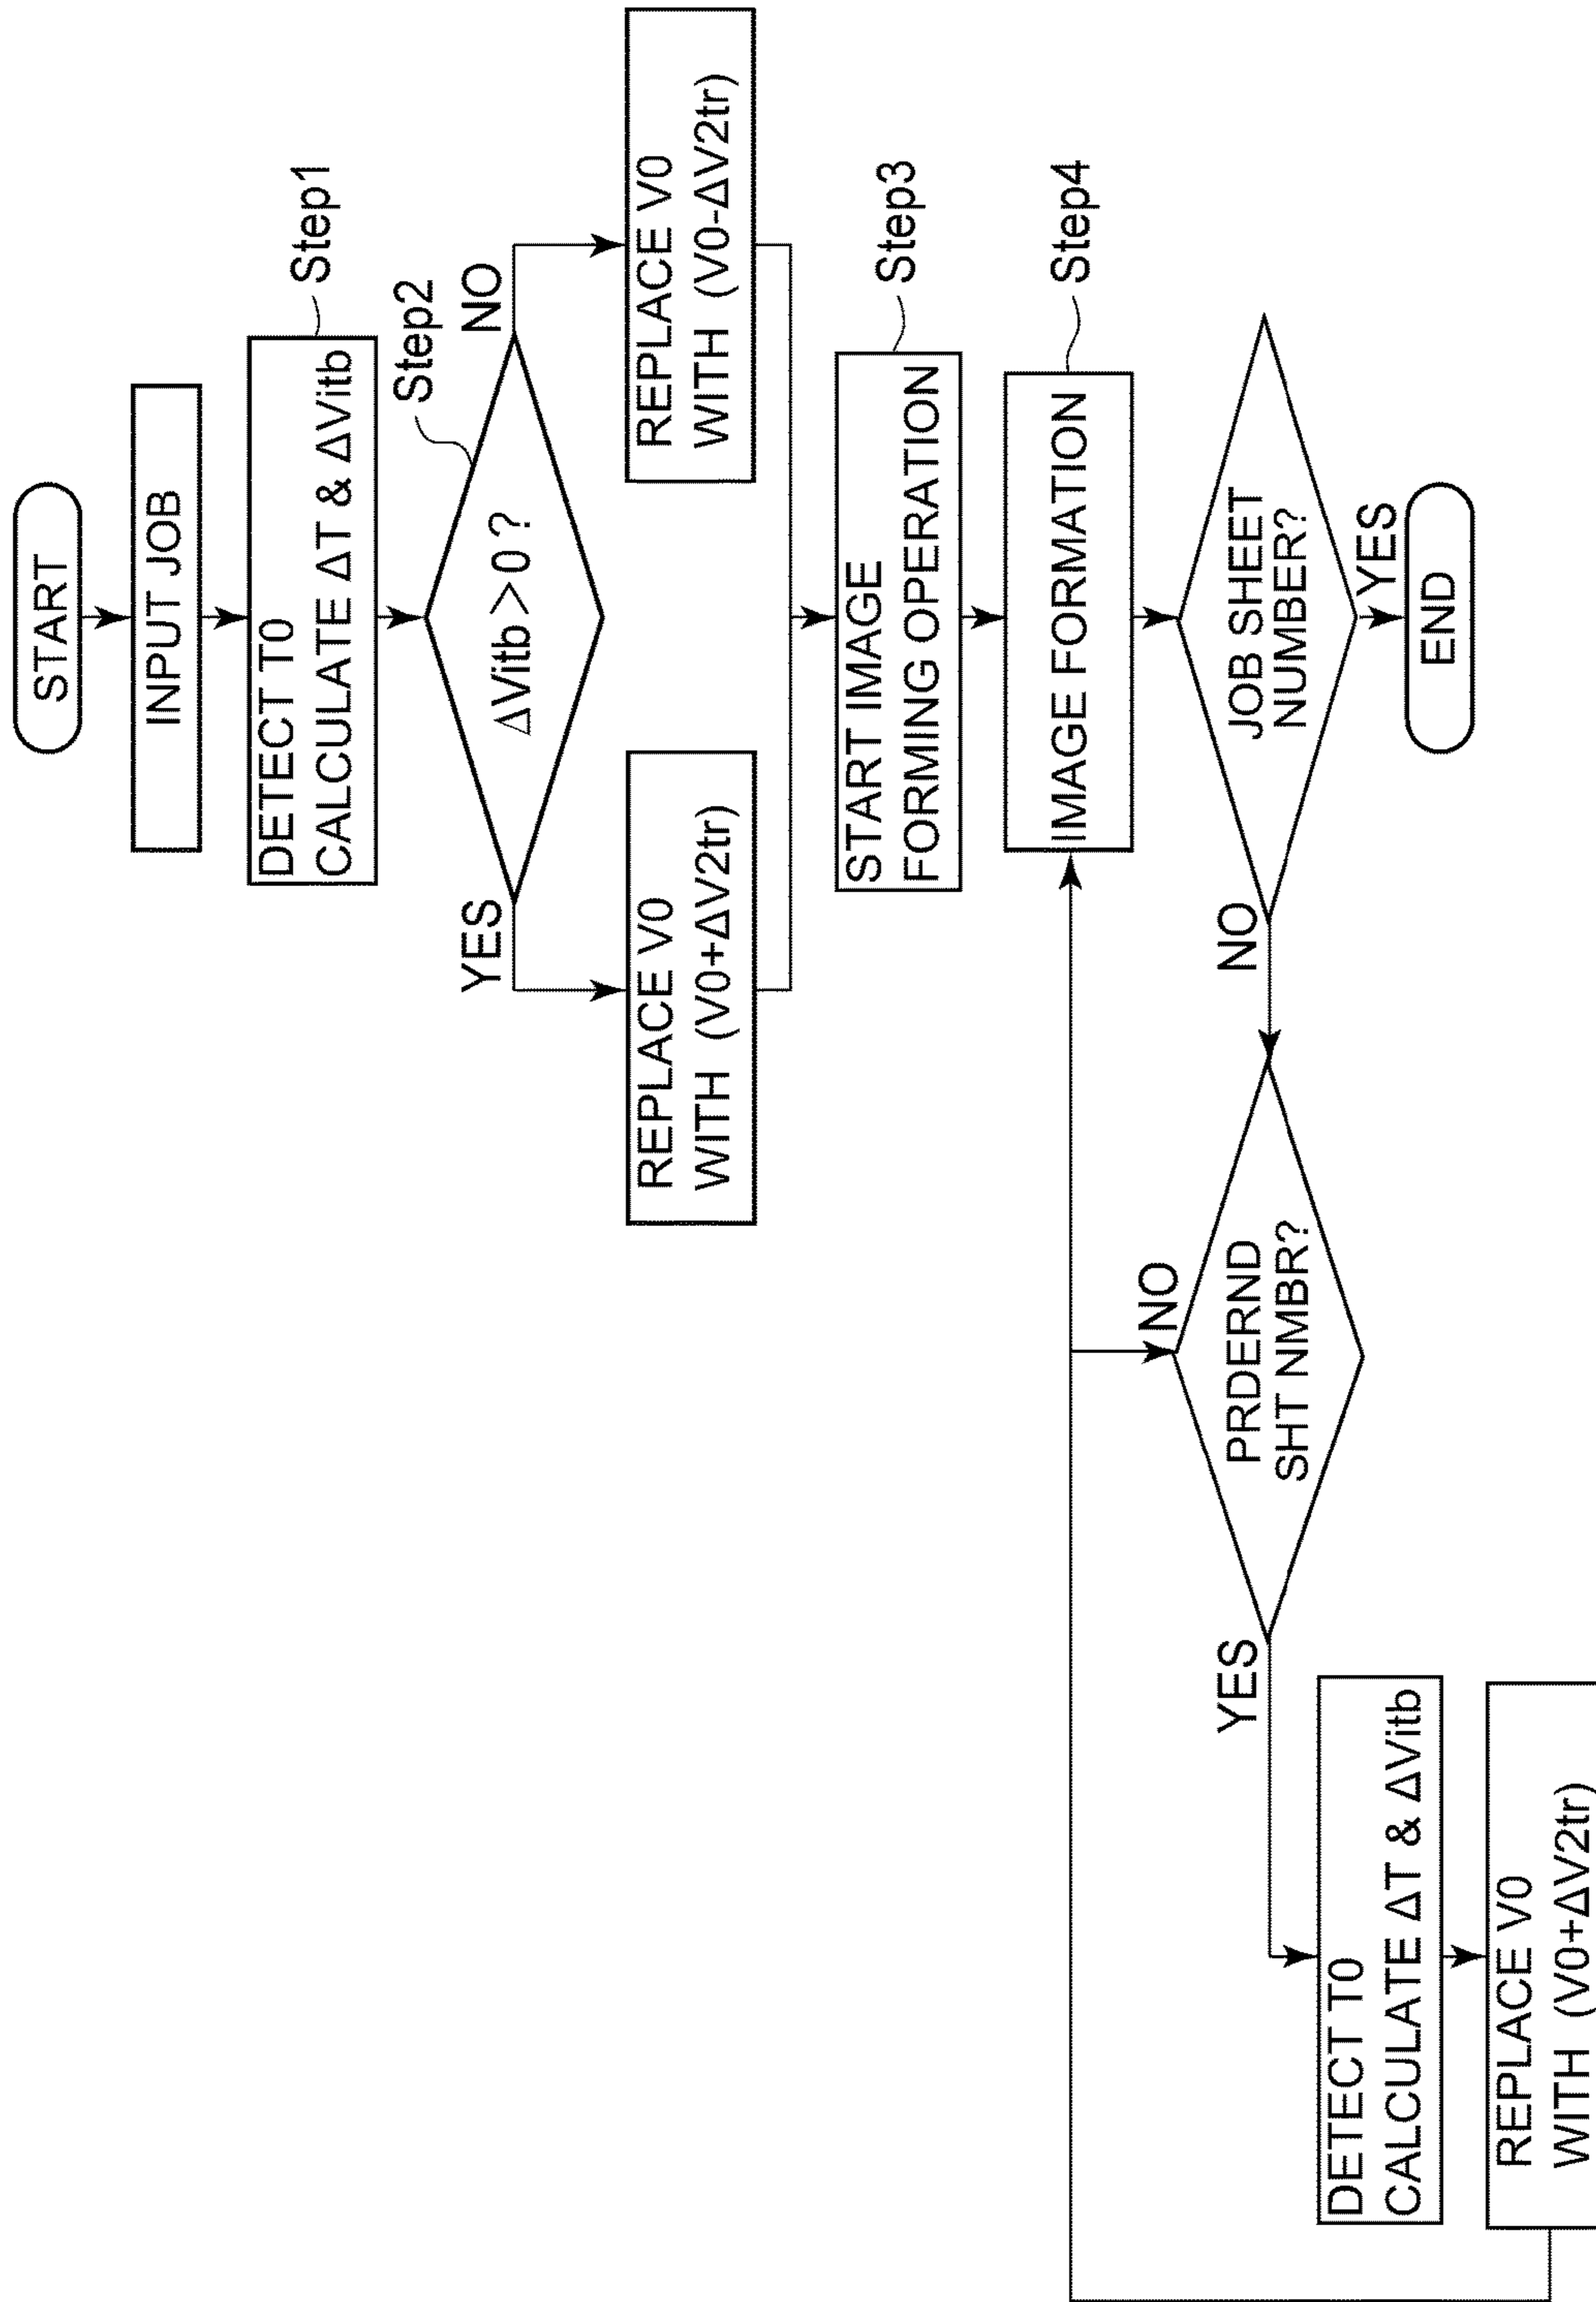 START
INPUT JOB
DETECT T0
CALCULATE ΔT & ΔVitb
Step1
ΔVitb > 0 ?
Step2
YES
NO
REPLACE V0
WITH (V0+ΔV2tr)
REPLACE V0
WITH (V0-ΔV2tr)
START IMAGE
FORMING OPERATION
Step3
IMAGE FORMATION
Step4
JOB SHEET
NUMBER?
NO
YES
END
PRDERND
SHT NMBR?
NO
YES
DETECT T0
CALCULATE ΔT & ΔVitb
REPLACE V0
WITH (V0+ΔV2tr)